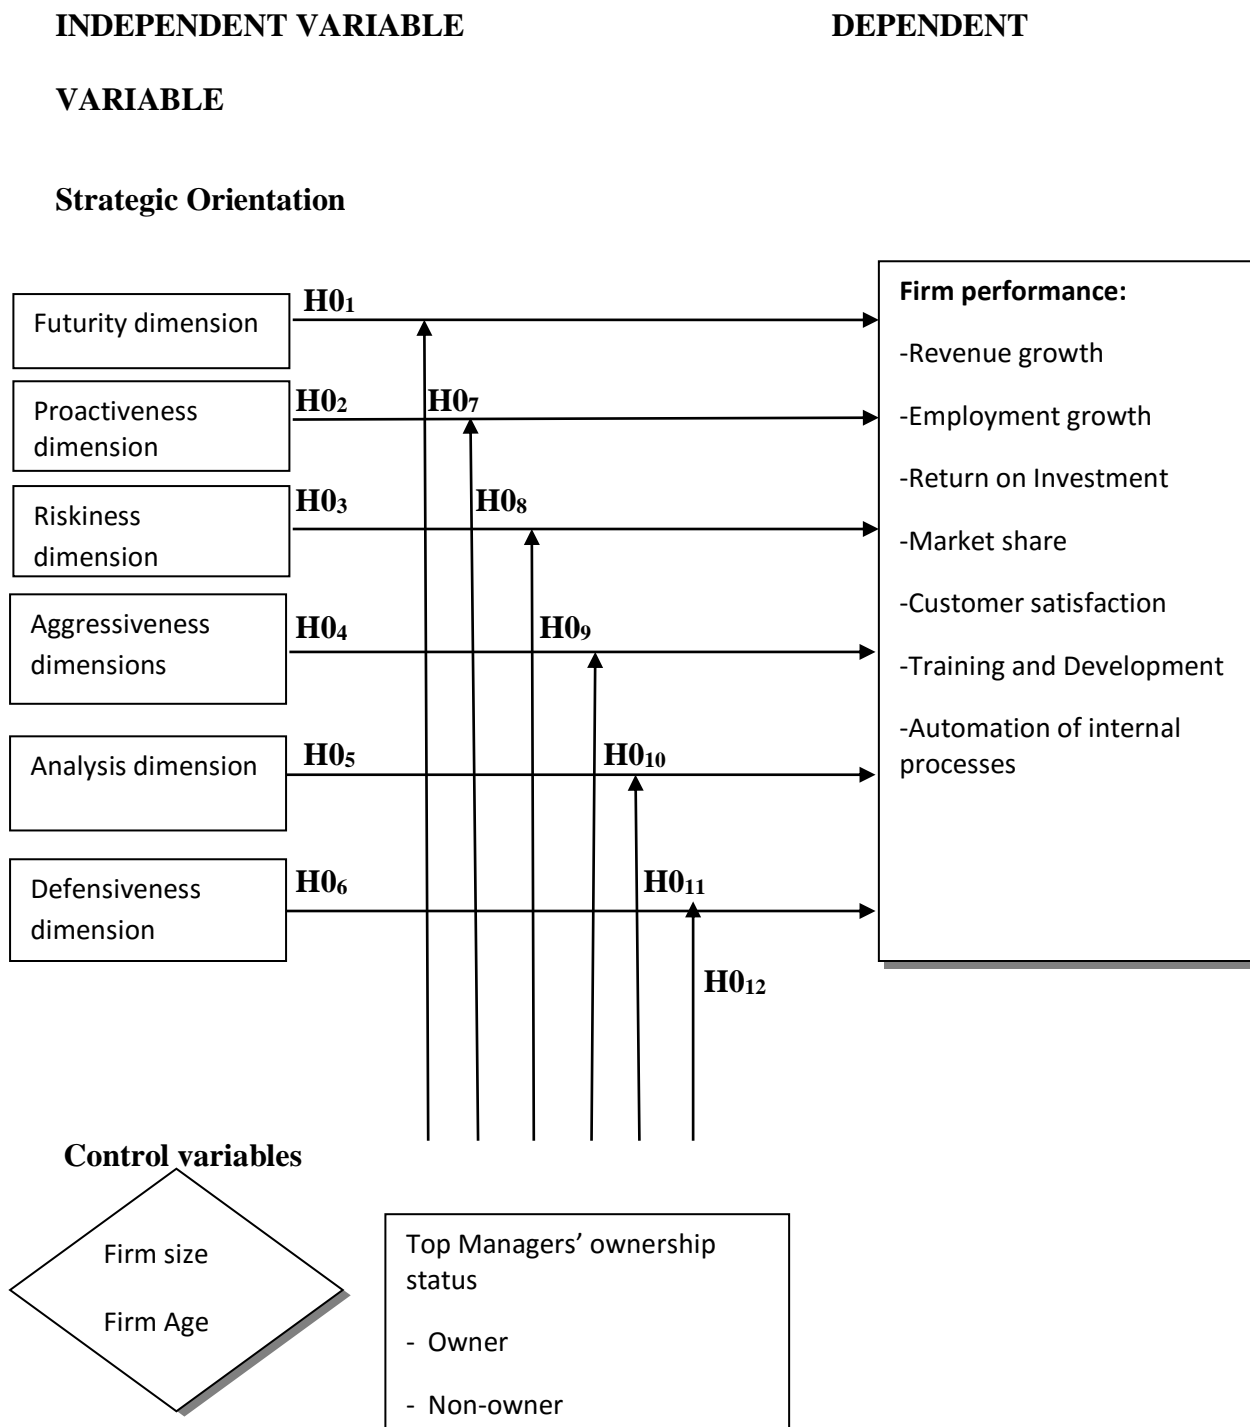 INDEPENDENT VARIABLE DEPENDENT
VARIABLE
Strategic Orientation
Futurity dimension
H0₁
Proactiveness
dimension
H0₂
H0₇
Riskiness
dimension
H0₃
H0₈
Aggressiveness
dimensions
H0₄
H0₉
Analysis dimension
H0₅
H0₁₀
Defensiveness
dimension
H0₆
H0₁₁
H0₁₂
Firm performance:
-Revenue growth
-Employment growth
-Return on Investment
-Market share
-Customer satisfaction
-Training and Development
-Automation of internal
processes
Control variables
Firm size
Firm Age
Top Managers’ ownership
status
- Owner
- Non-owner